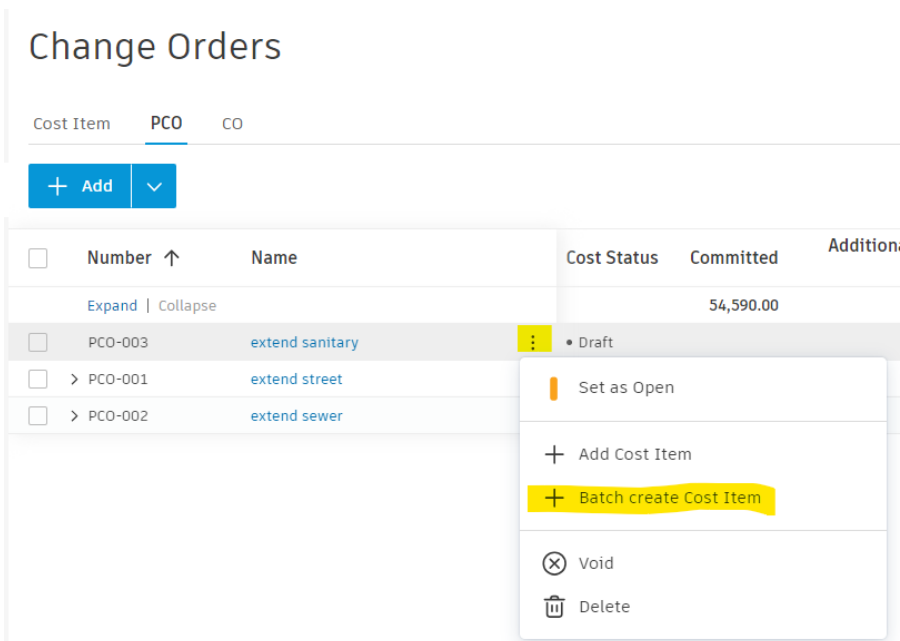 Change Orders
Cost Item PCO CO
+ Add
Number ↑ Name Cost Status Committed
Expand | Collapse 54,590.00
PCO-003 extend sanitary ⋮ • Draft
> PCO-001 extend street
> PCO-002 extend sewer
Set as Open
+ Add Cost Item
+ Batch create Cost Item
Void
Delete